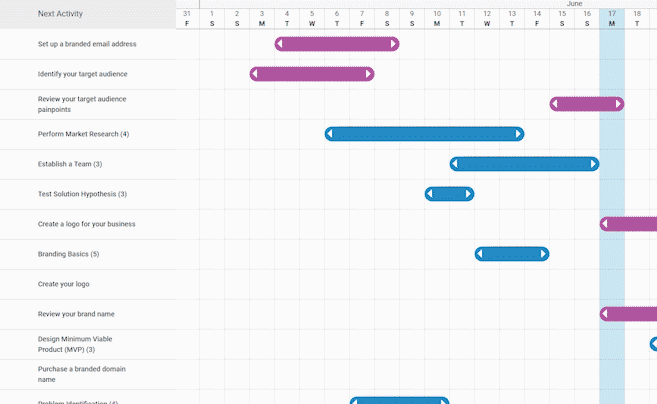 June
Next Activity
31 1 2 3 4 5 6 7 8 9 10 11 12 13 14 15 16 17 18
F S S M T W T F S S M T W T F S S M T
Set up a branded email address
Identify your target audience
Review your target audience
painpoints
Perform Market Research (4)
Establish a Team (3)
Test Solution Hypothesis (3)
Create a logo for your business
Branding Basics (5)
Create your logo
Review your brand name
Design Minimum Viable
Product (MVP) (3)
Purchase a branded domain
name
Problem Identification (4)